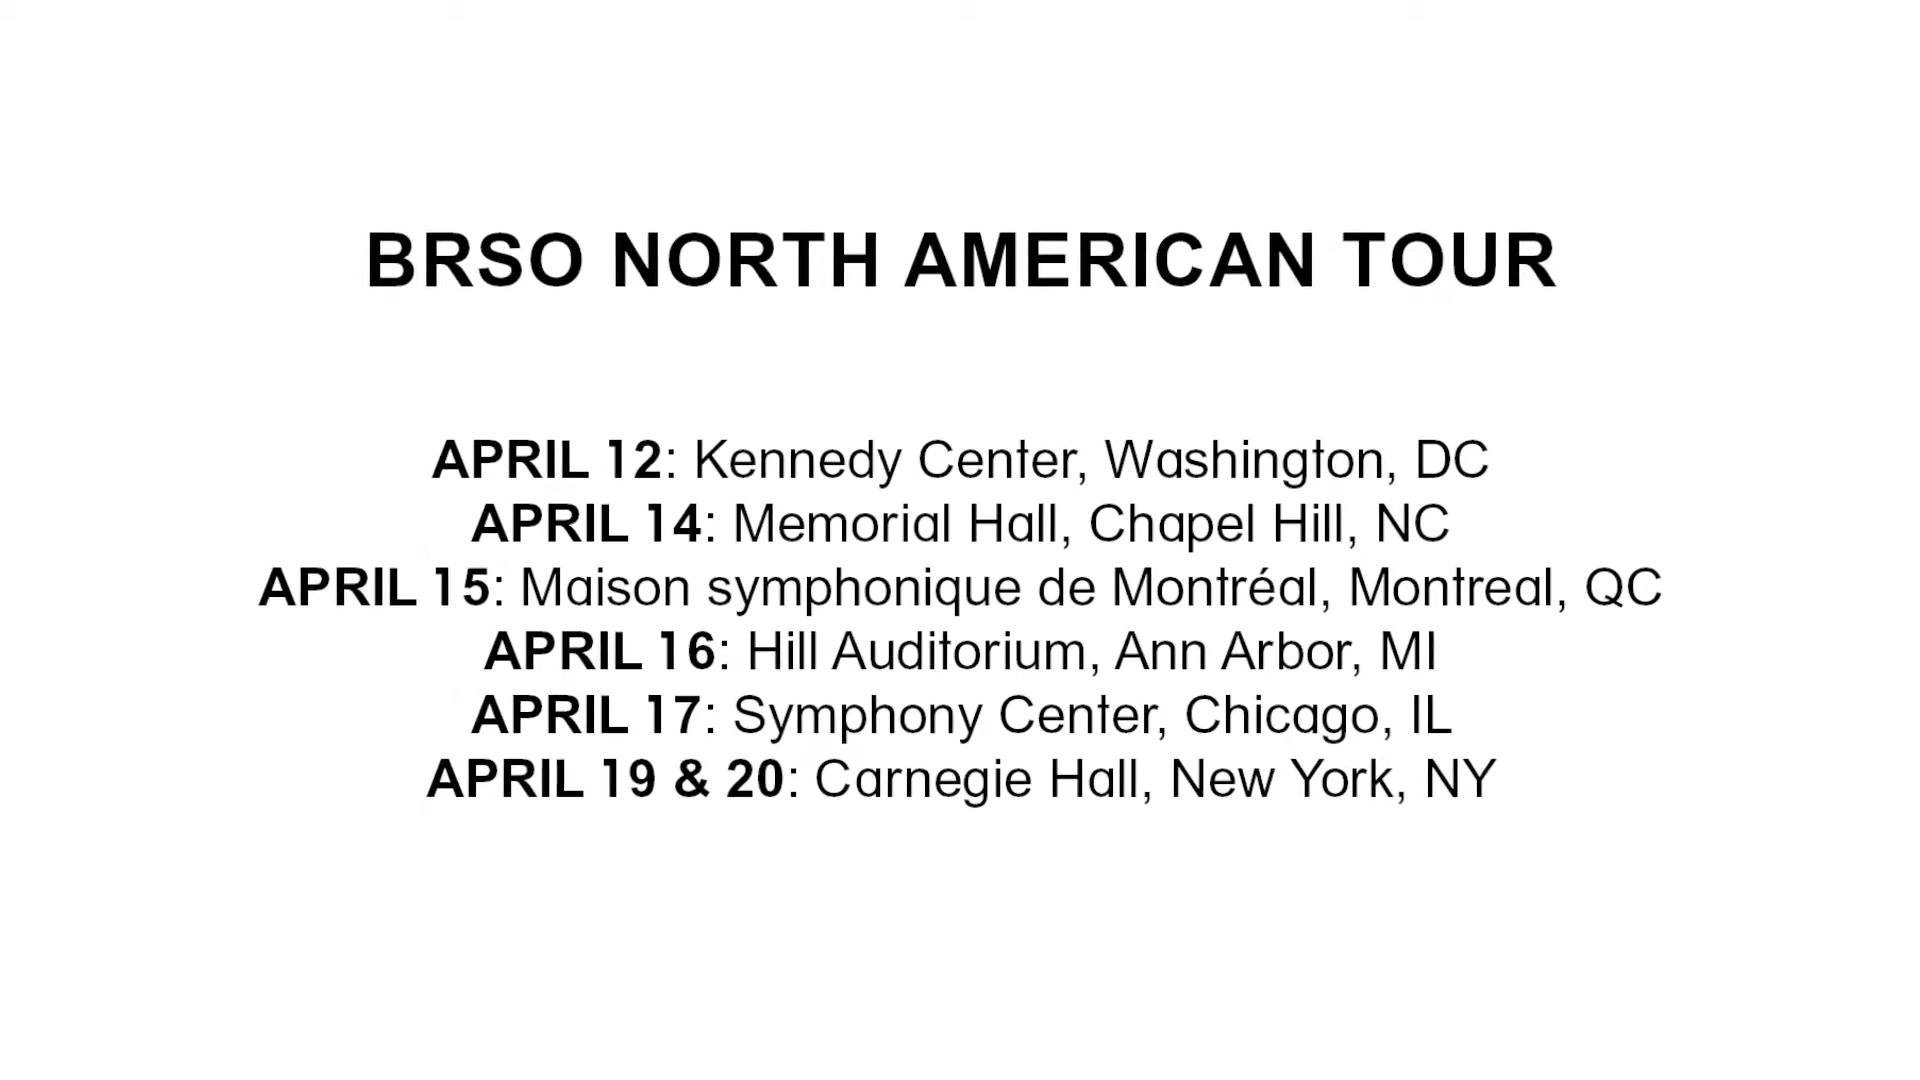 BRSO NORTH AMERICAN TOUR
APRIL 12: Kennedy Center, Washington, DC
APRIL 14: Memorial Hall, Chapel Hill, NC
APRIL 15: Maison symphonique de Montréal, Montreal, QC
APRIL 16: Hill Auditorium, Ann Arbor, MI
APRIL 17: Symphony Center, Chicago, IL
APRIL 19 & 20: Carnegie Hall, New York, NY